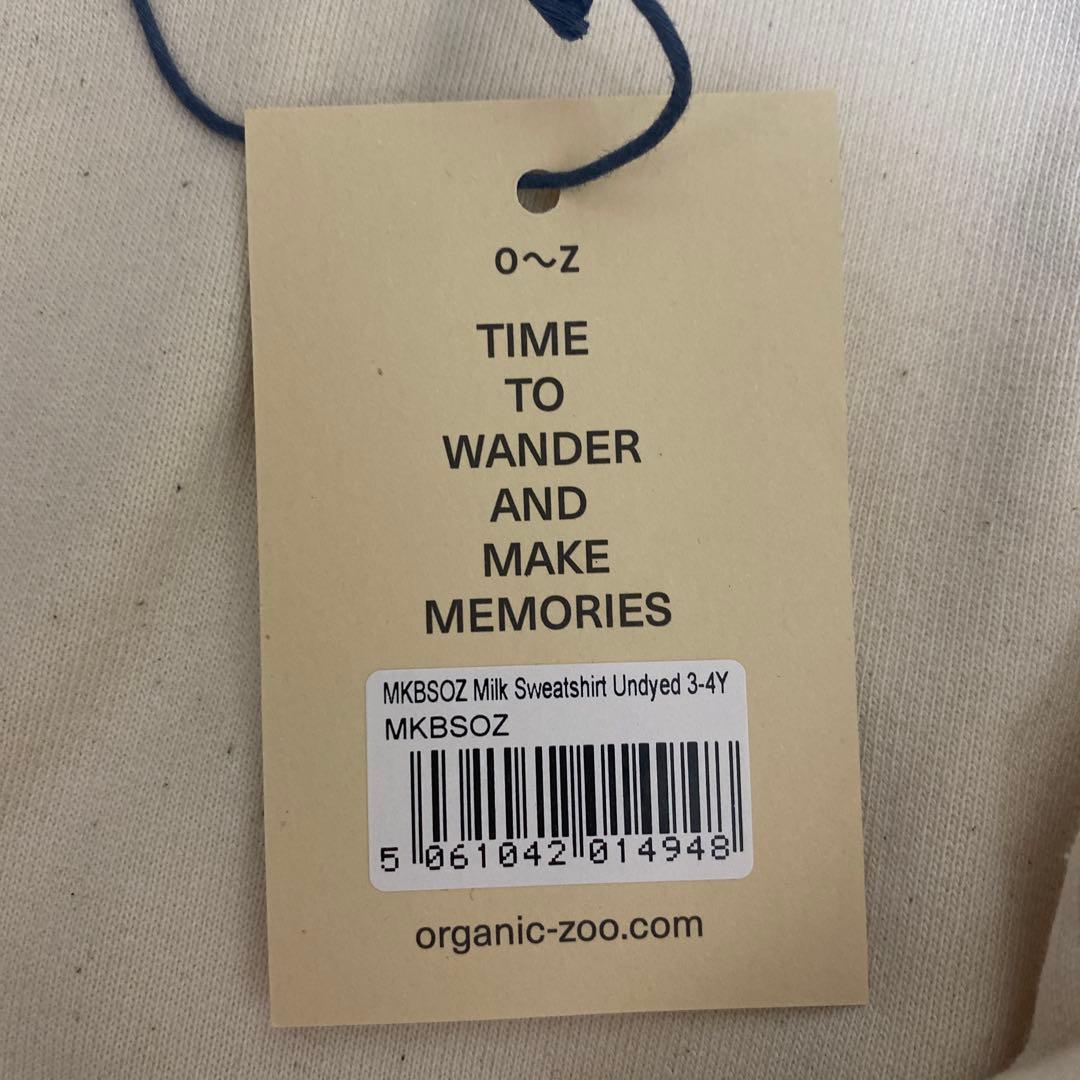 o~z
TIME
TO
WANDER
AND
MAKE
MEMORIES
MKBSOZ Milk Sweatshirt Undyed 3-4Y
MKBSOZ
5 061042 014948
organic-zoo.com